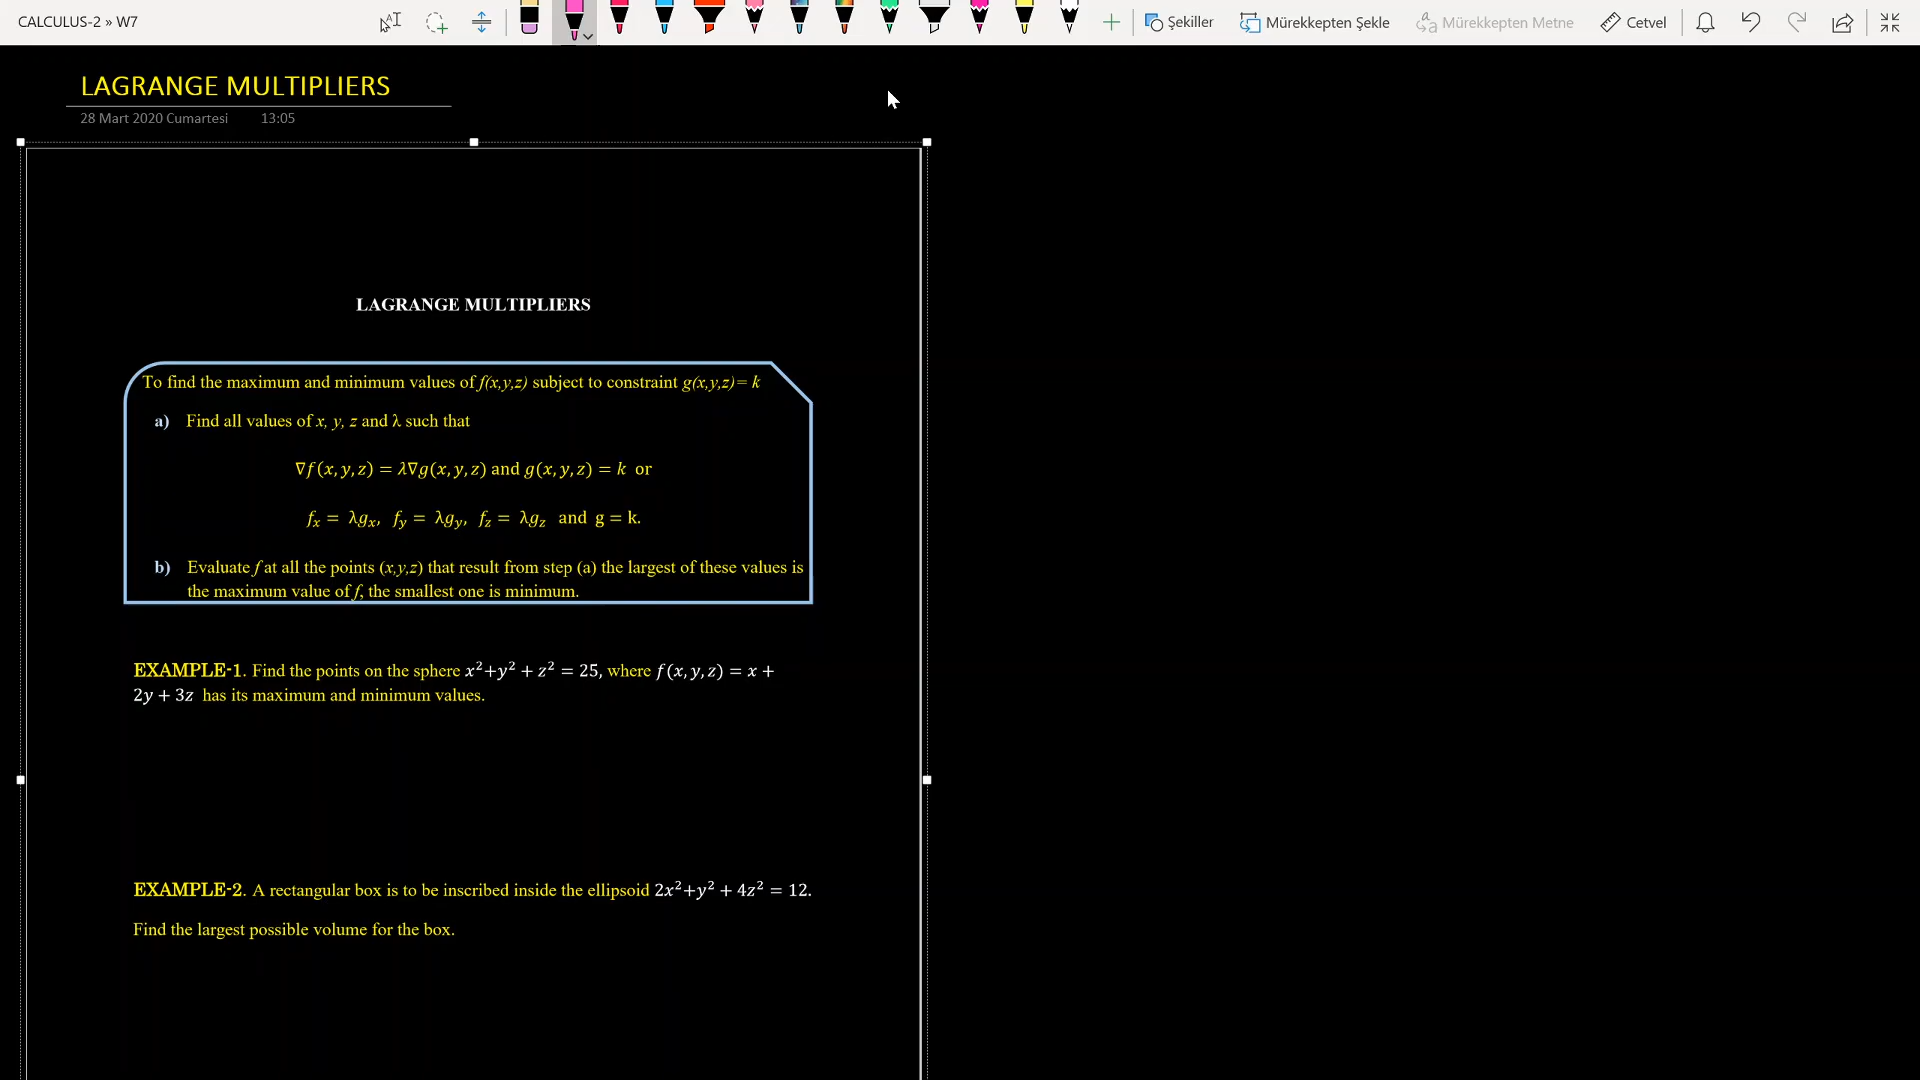 CALCULUS-2 » W7
Şekiller
Mürekkepten Şekle
Mürekkepten Metne
Cetvel
LAGRANGE MULTIPLIERS
28 Mart 2020 Cumartesi 13:05
LAGRANGE MULTIPLIERS
To find the maximum and minimum values of f(x,y,z) subject to constraint g(x,y,z)= k
a) Find all values of x, y, z and λ such that
∇f(x, y, z) = λ∇g(x, y, z) and g(x, y, z) = k or
fₓ = λgₓ, f_y = λg_y, f_z = λg_z and g = k.
b) Evaluate f at all the points (x,y,z) that result from step (a) the largest of these values is
the maximum value of f, the smallest one is minimum.
EXAMPLE-1. Find the points on the sphere x²+y² + z² = 25, where f(x, y, z) = x +
2y + 3z has its maximum and minimum values.
EXAMPLE-2. A rectangular box is to be inscribed inside the ellipsoid 2x²+y² + 4z² = 12.
Find the largest possible volume for the box.